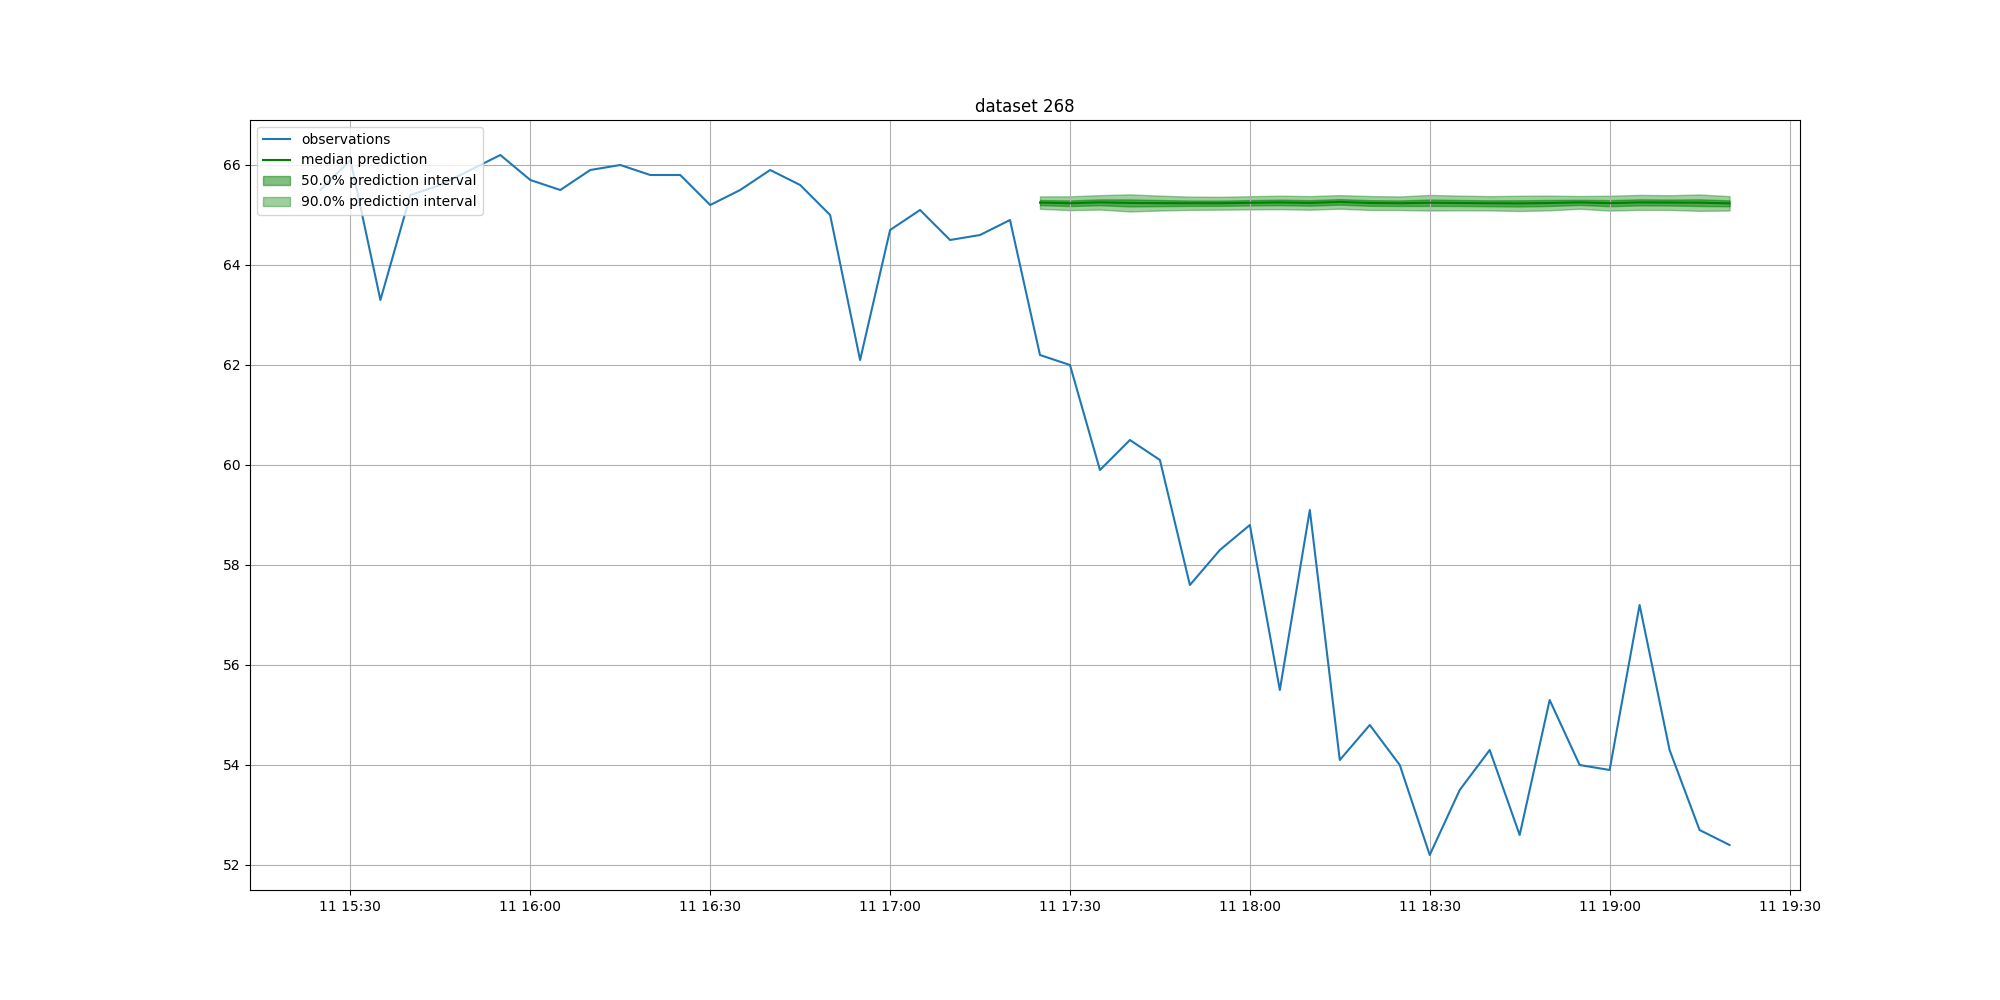 dataset 268
observations
median prediction
50.0% prediction interval
90.0% prediction interval
66
64
62
60
58
56
54
52
11 15:30 11 16:00 11 16:30 11 17:00 11 17:30 11 18:00 11 18:30 11 19:00 11 19:30